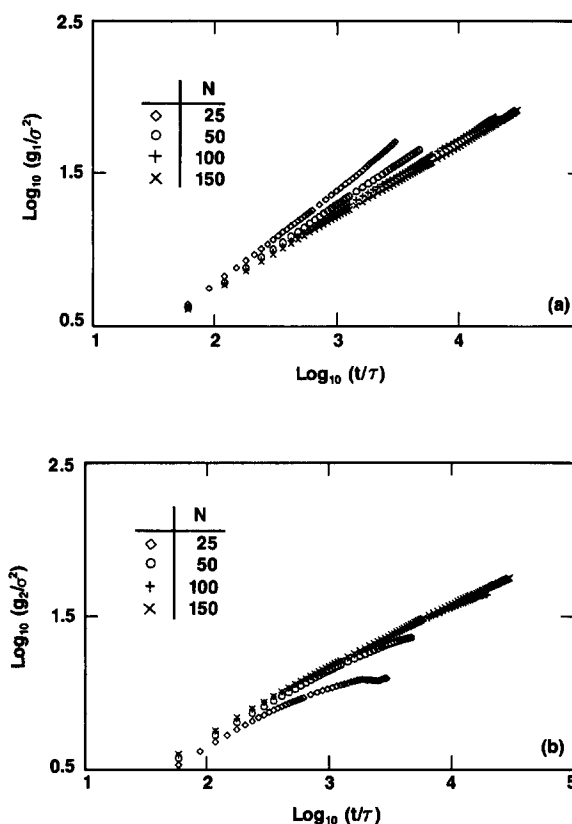 2.5
N
◇ 25
○ 50
+ 100
× 150
Log₁₀ (g₁/σ²)
1.5
0.5
(a)
1 2 3 4 5
Log₁₀ (t/τ)
2.5
N
◇ 25
○ 50
+ 100
× 150
Log₁₀ (g₂/σ²)
1.5
0.5
(b)
1 2 3 4 5
Log₁₀ (t/τ)